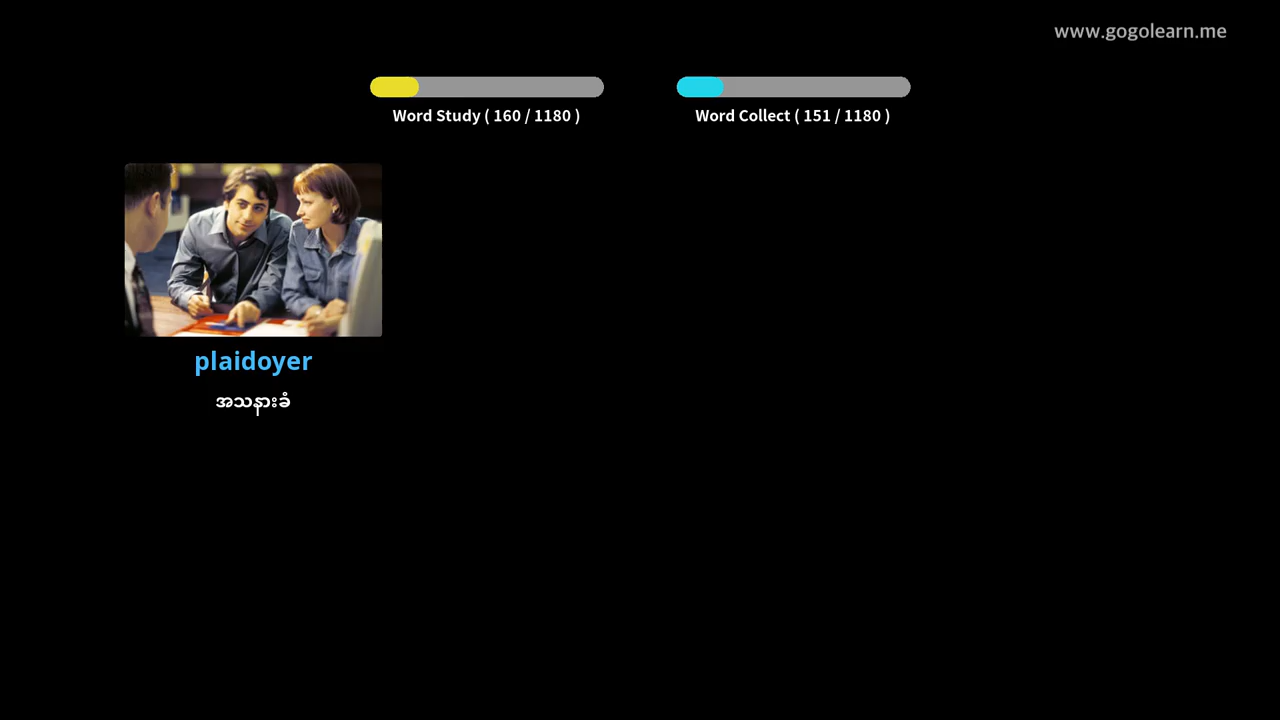 www.gogolearn.me
Word Study ( 160 / 1180 )
Word Collect ( 151 / 1180 )
plaidoyer
အသနားခံ